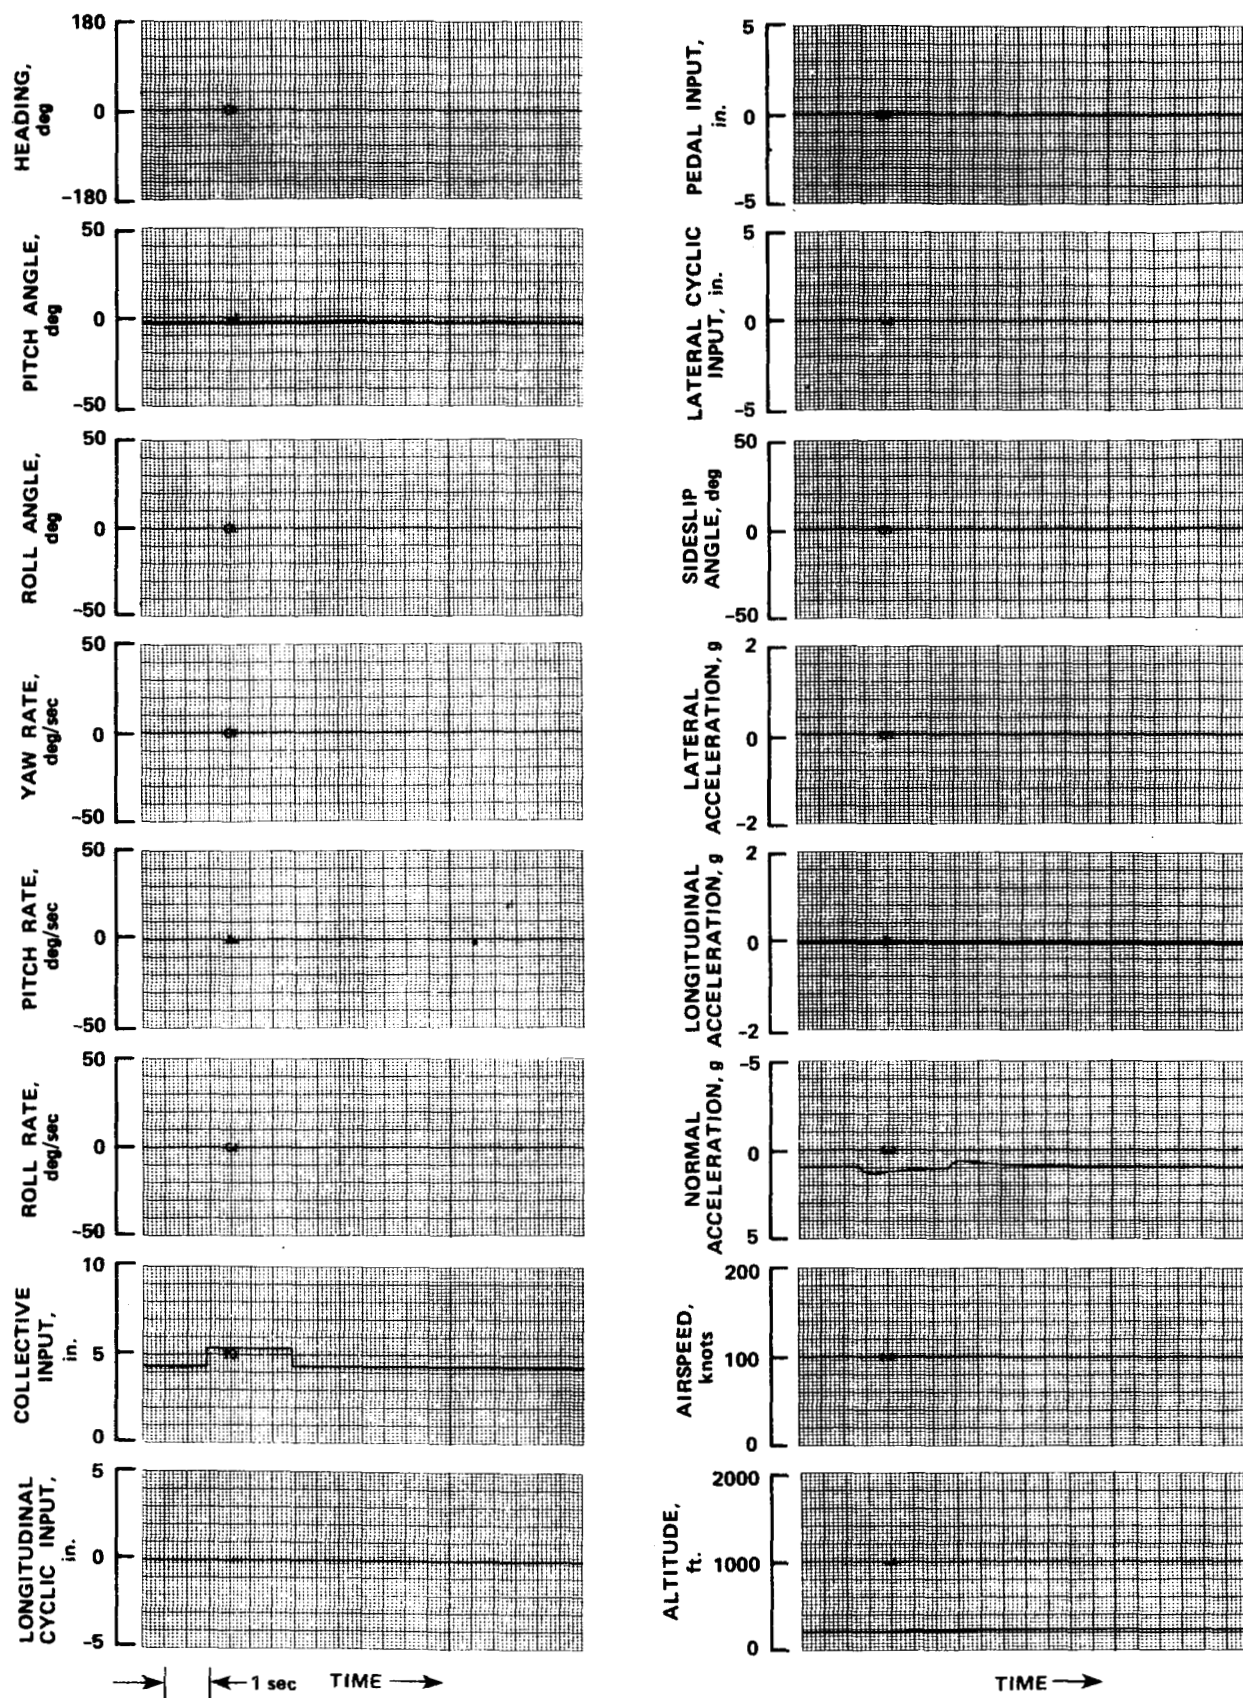 HEADING,
deg
180
0
-180
PITCH ANGLE,
deg
50
0
-50
ROLL ANGLE,
deg
50
0
-50
YAW RATE,
deg/sec
50
0
-50
PITCH RATE,
deg/sec
50
0
-50
ROLL RATE,
deg/sec
50
0
-50
COLLECTIVE
INPUT,
in.
10
5
0
LONGITUDINAL
CYCLIC INPUT,
in.
5
0
-5
1 sec TIME
PEDAL INPUT,
in.
5
0
-5
LATERAL CYCLIC
INPUT, in.
5
0
-5
SIDESLIP
ANGLE, deg
50
0
-50
LATERAL
ACCELERATION, g
2
0
-2
LONGITUDINAL
ACCELERATION, g
2
0
-2
NORMAL
ACCELERATION, g
-5
0
5
AIRSPEED,
knots
200
100
0
ALTITUDE,
ft.
2000
1000
0
TIME